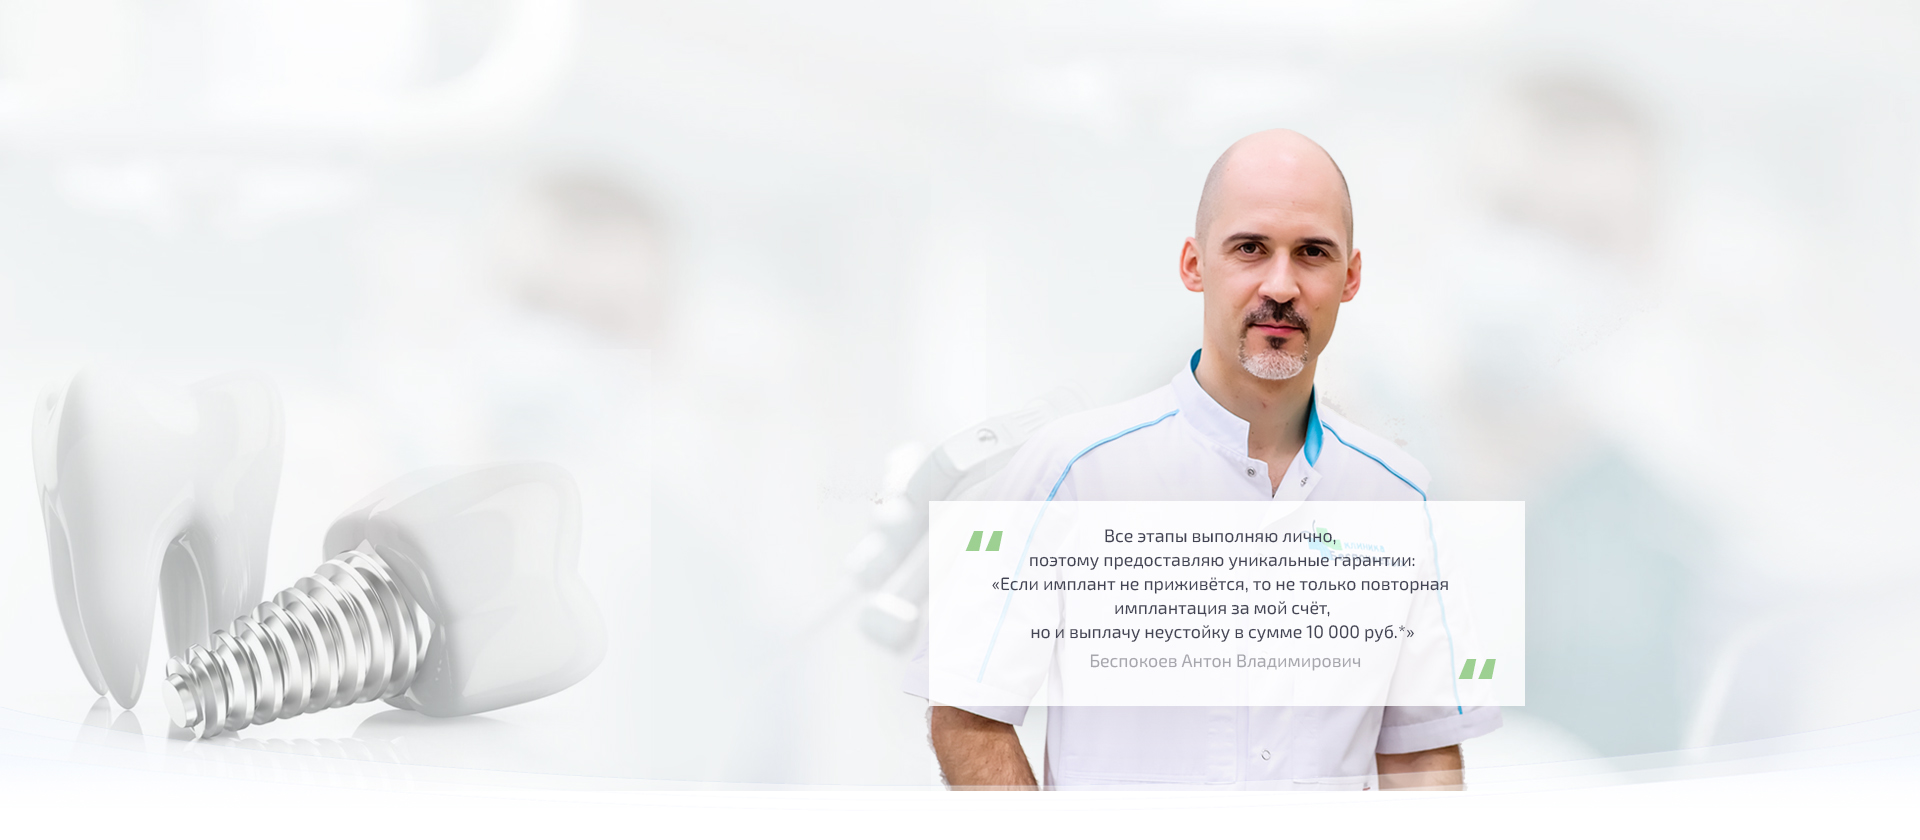 Все этапы выполняю лично,
поэтому предоставляю уникальные гарантии:
«Если имплант не приживётся, то не только повторная
имплантация за мой счёт,
но и выплачу неустойку в сумме 10 000 руб.*»
Беспокоев Антон Владимирович
КЛИНИКА